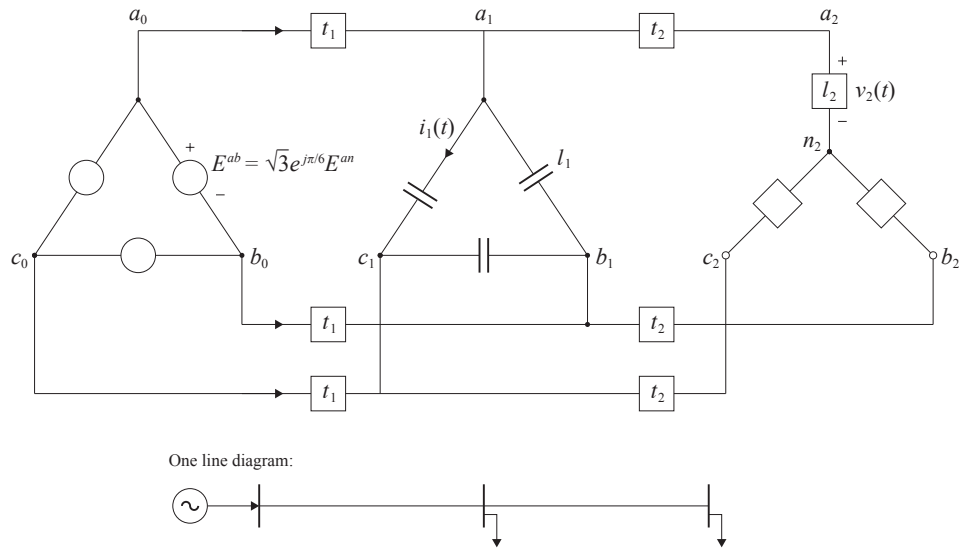 a₀ a₁ a₂
t₁ t₂
+
l₂ v₂(t)
−
i₁(t)
n₂
+
E^{ab} = √3e^{jπ/6}E^{an}
l₁
−
c₀ b₀ c₁ b₁ c₂ b₂
t₁ t₂
t₁ t₂
One line diagram: